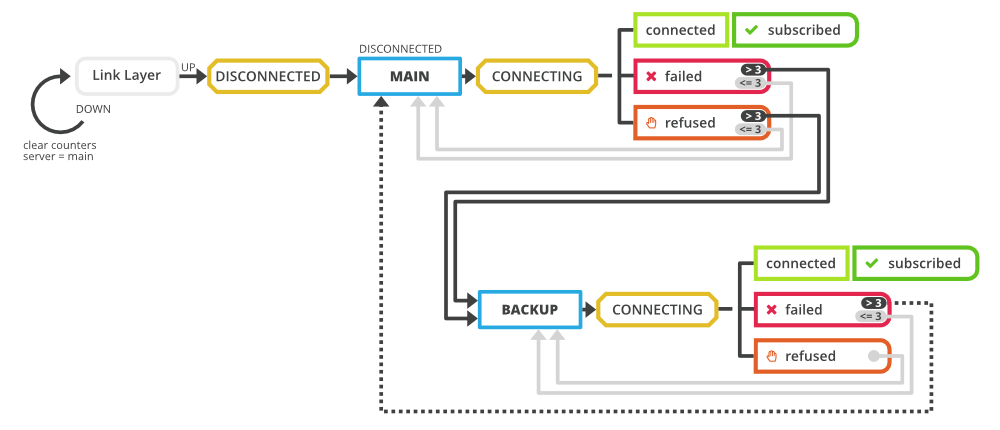 DISCONNECTED
connected
subscribed
Link Layer
UP
DISCONNECTED
MAIN
CONNECTING
failed
> 3
<= 3
DOWN
refused
> 3
<= 3
clear counters
server = main
connected
subscribed
BACKUP
CONNECTING
failed
> 3
<= 3
refused